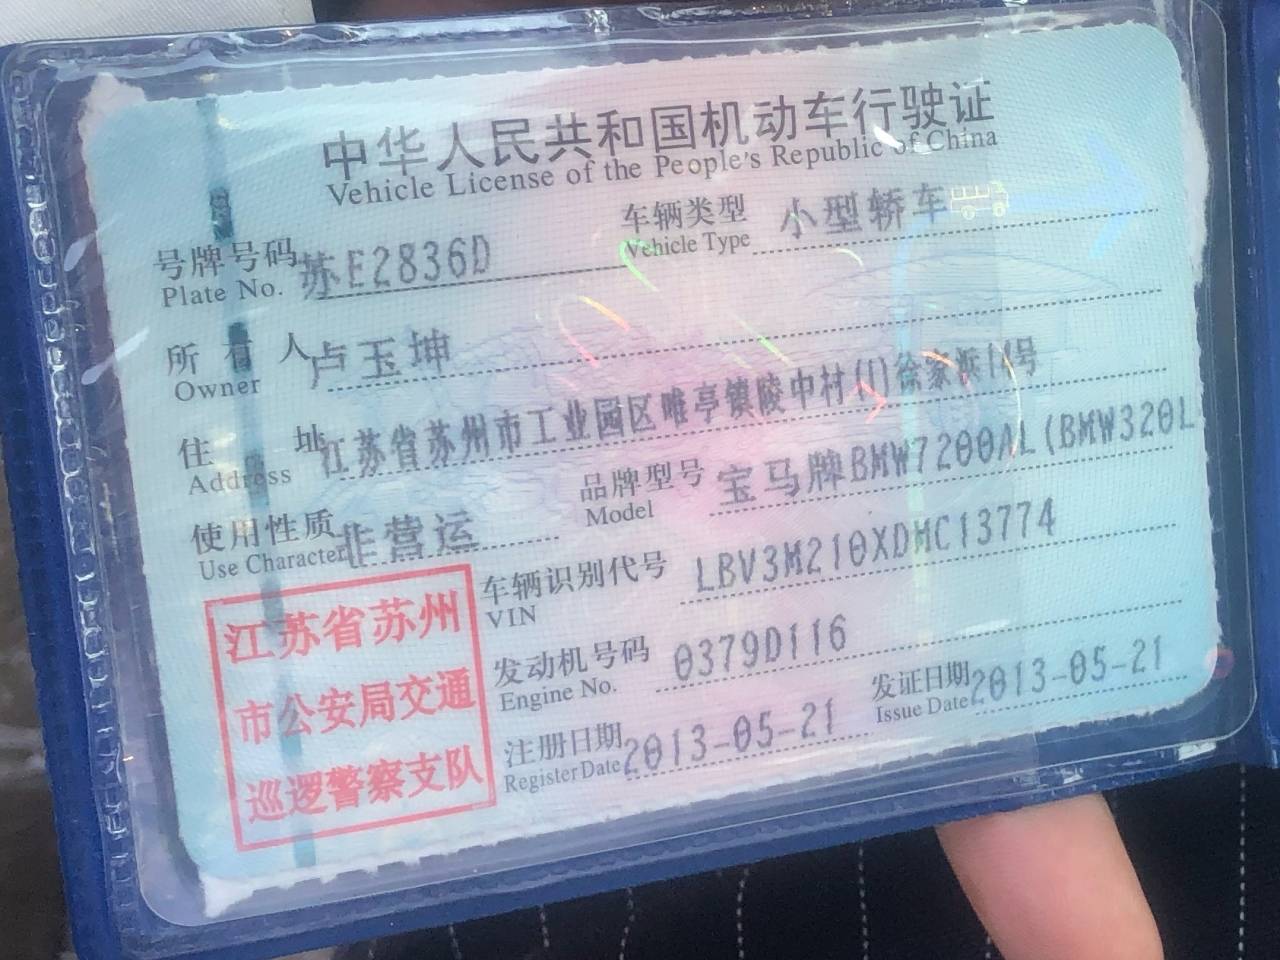 中华人民共和国机动车行驶证
Vehicle License of the People's Republic of China
号牌号码 苏E2836D 车辆类型 小型轿车
Plate No. Vehicle Type
所有人 卢玉坤
Owner
住址 江苏省苏州市工业园区唯亭镇陵中村(1)徐家浜14号
Address
使用性质 非营运 品牌型号 宝马牌BMW7200AL(BMW320L
Use Character Model
车辆识别代号 LBV3M210XDMC13774
VIN
发动机号码 0379D116
Engine No.
注册日期 2013-05-21 发证日期 2013-05-21
Register Date Issue Date
江苏省苏州
市公安局交通
巡逻警察支队